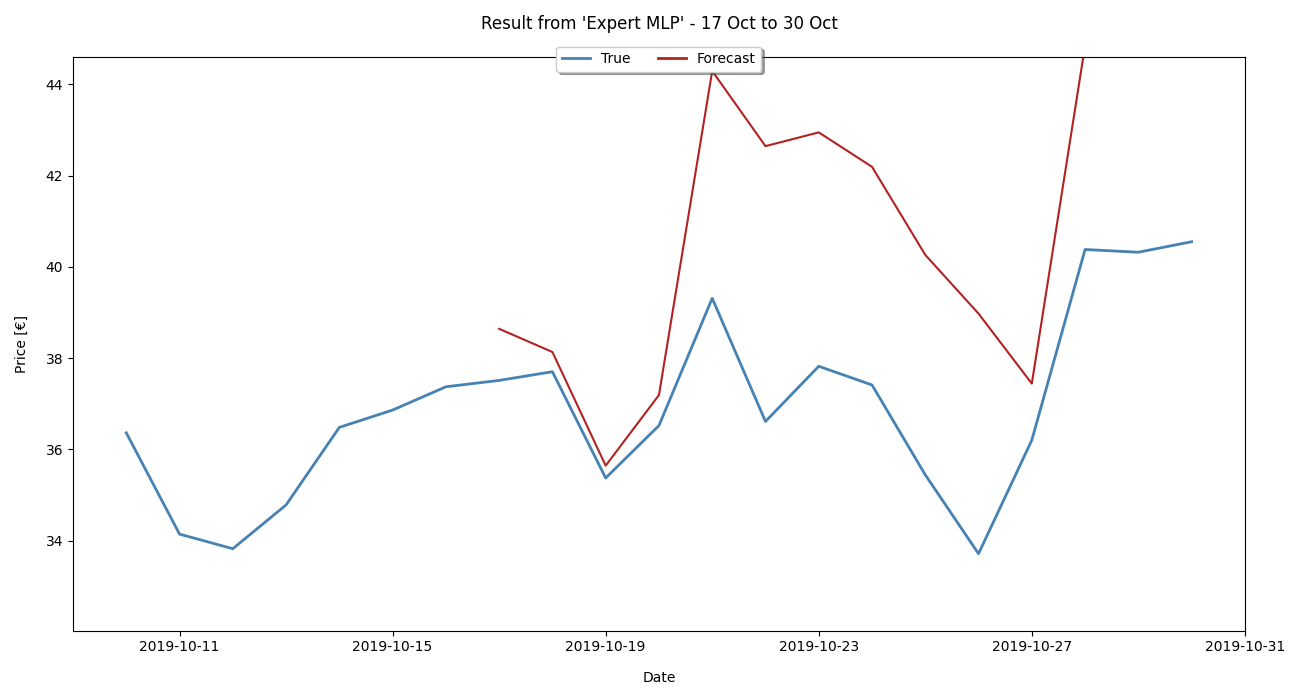 Result from 'Expert MLP' - 17 Oct to 30 Oct
True Forecast
44
42
40
38
36
34
Price [€]
2019-10-11 2019-10-15 2019-10-19 2019-10-23 2019-10-27 2019-10-31
Date